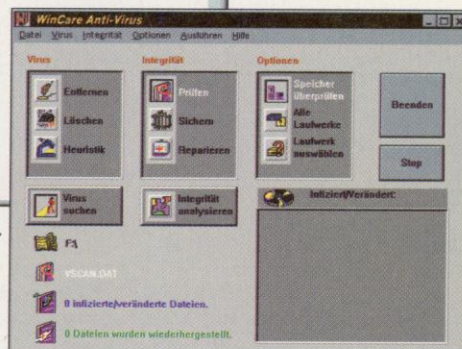 WinCare Anti-Virus
Datei Virus Integrität Optionen Ausführen Hilfe
Virus
Entfernen
Löschen
Heuristik
Integrität
Prüfen
Sichern
Reparieren
Optionen
Speicher
überprüfen
Alle
Laufwerke
Laufwerk
auswählen
Beenden
Stop
Virus
suchen
Integrität
analysieren
Infiziert/Verändert:
F:\
VSCAN.DAT
0 infizierte/veränderte Dateien.
0 Dateien wurden wiederhergestellt.